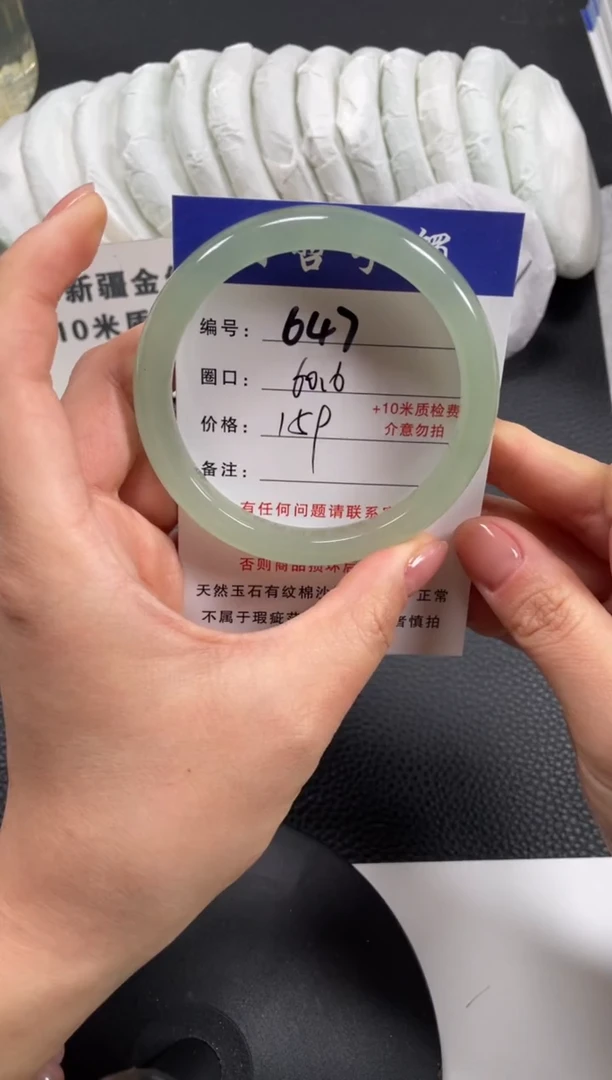 编号： 647
圈口： 60.6
价格： 159
+10米质检费
介意勿拍
备注：
有任何问题请联系
否则商品损坏
天然玉石有纹棉沙 正常
不属于瑕疵 者慎拍
新疆金
10米质